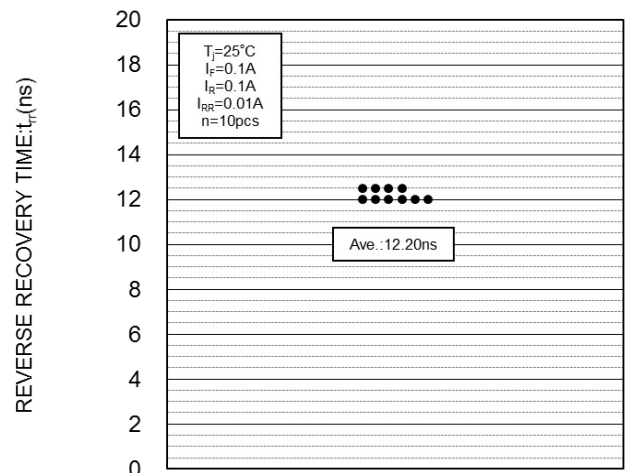 REVERSE RECOVERY TIME:trr(ns)
20
18
16
14
12
10
8
6
4
2
0
Tj=25°C
IF=0.1A
IR=0.1A
IRR=0.01A
n=10pcs
Ave.:12.20ns